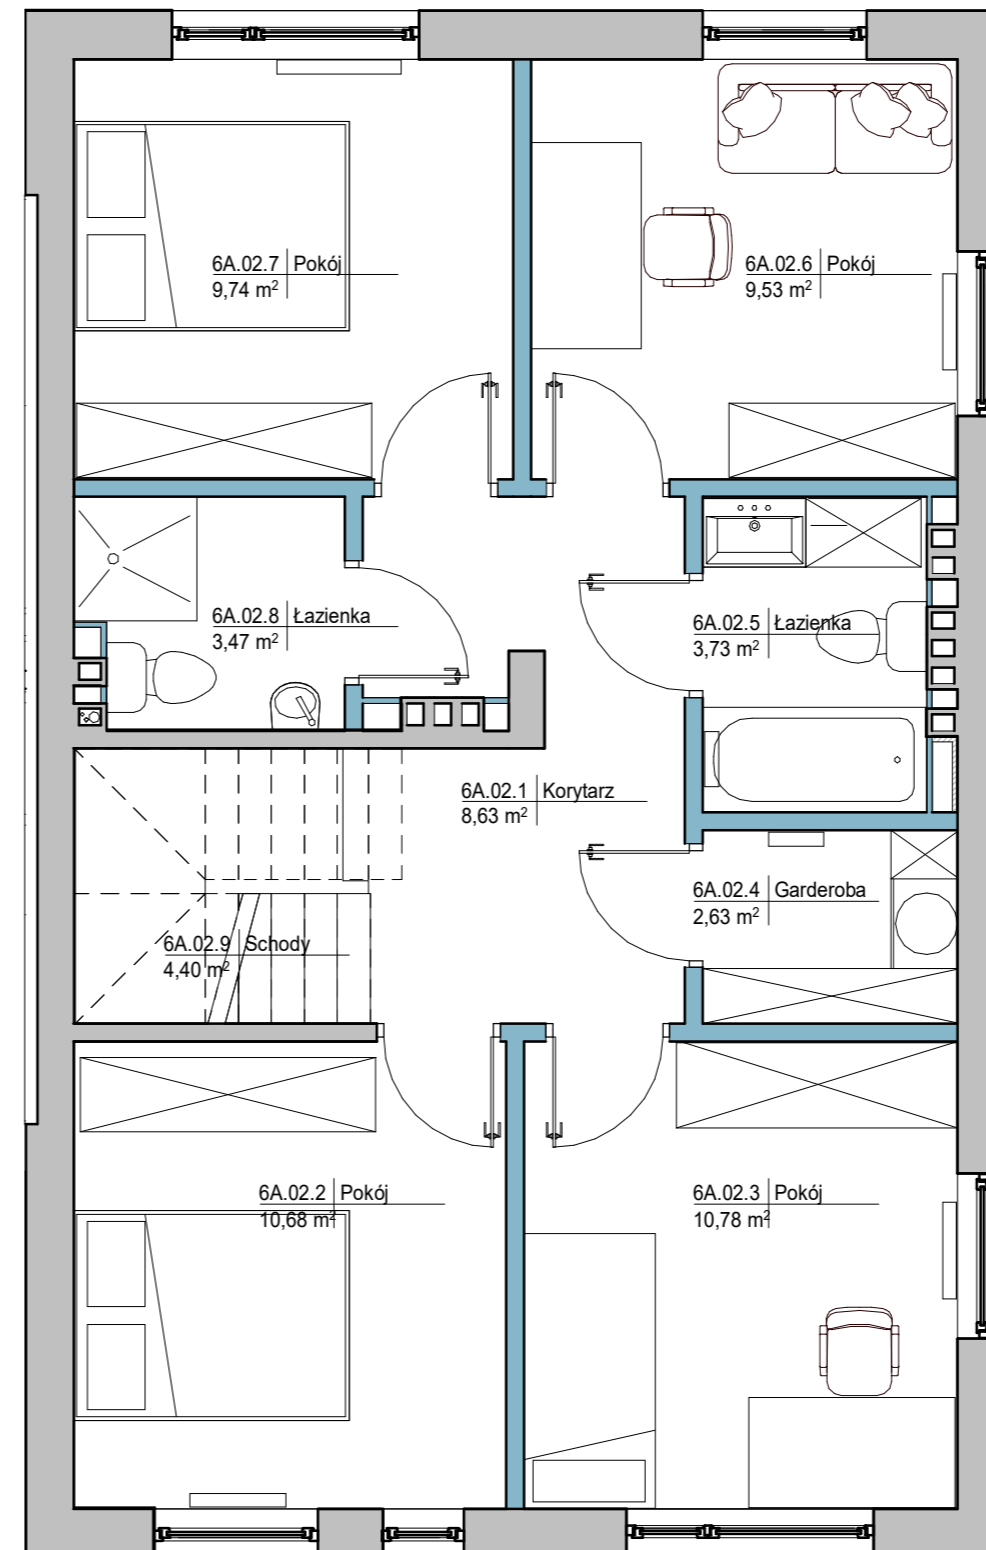 6A.02.7 Pokój
9,74 m²
6A.02.6 Pokój
9,53 m²
6A.02.8 Łazienka
3,47 m²
6A.02.5 Łazienka
3,73 m²
6A.02.1 Korytarz
8,63 m²
6A.02.4 Garderoba
2,63 m²
6A.02.9 Schody
4,40 m²
6A.02.2 Pokój
10,68 m²
6A.02.3 Pokój
10,78 m²